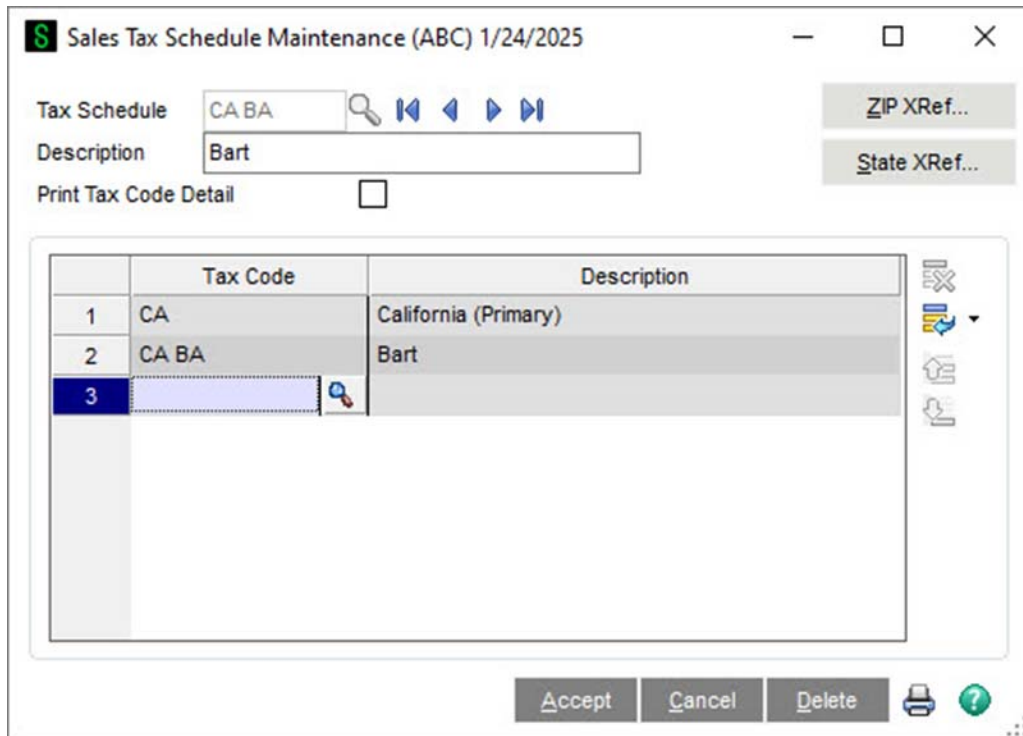 S Sales Tax Schedule Maintenance (ABC) 1/24/2025
Tax Schedule CA BA ZIP XRef...
Description Bart State XRef...
Print Tax Code Detail
Tax Code Description
1 CA California (Primary)
2 CA BA Bart
3
Accept Cancel Delete ?